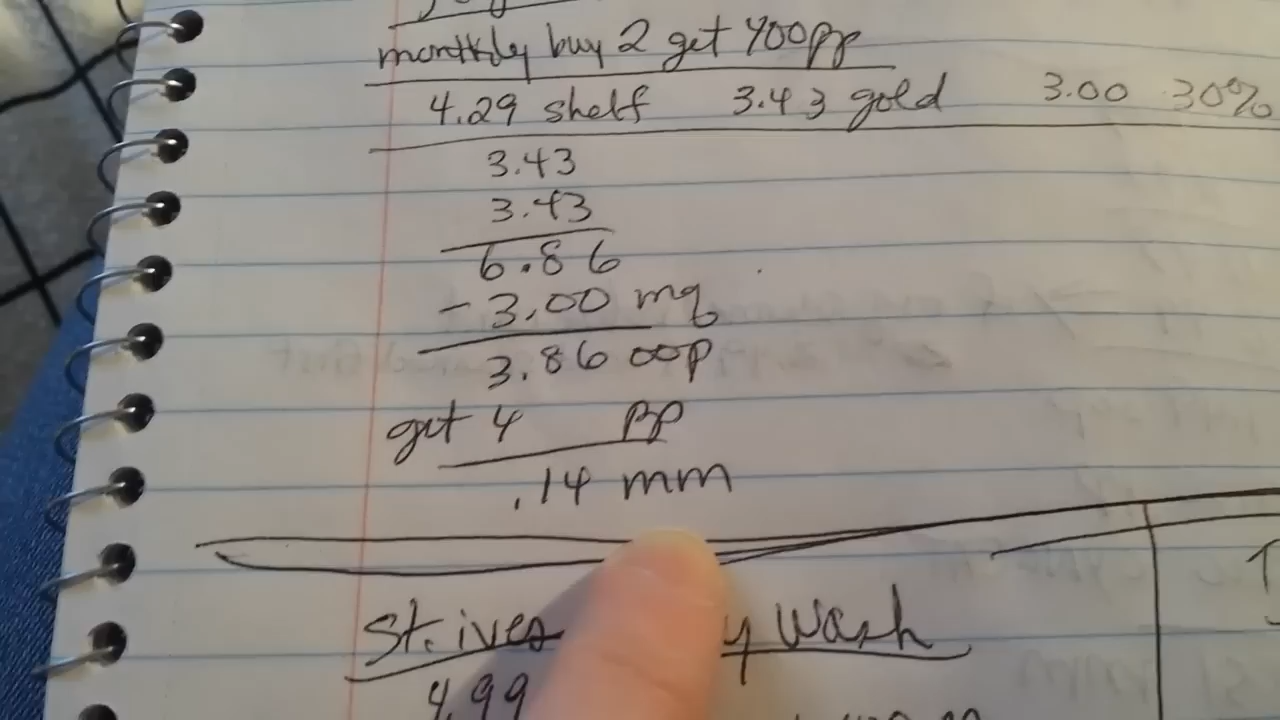 monthly buy 2 get 400pp
4.29 shelf 3.43 gold 3.00 30%
3.43
3.43
6.86
- 3.00 mq
3.86 oop
get 4 pp
.14 mm
St. ives wash
4.99